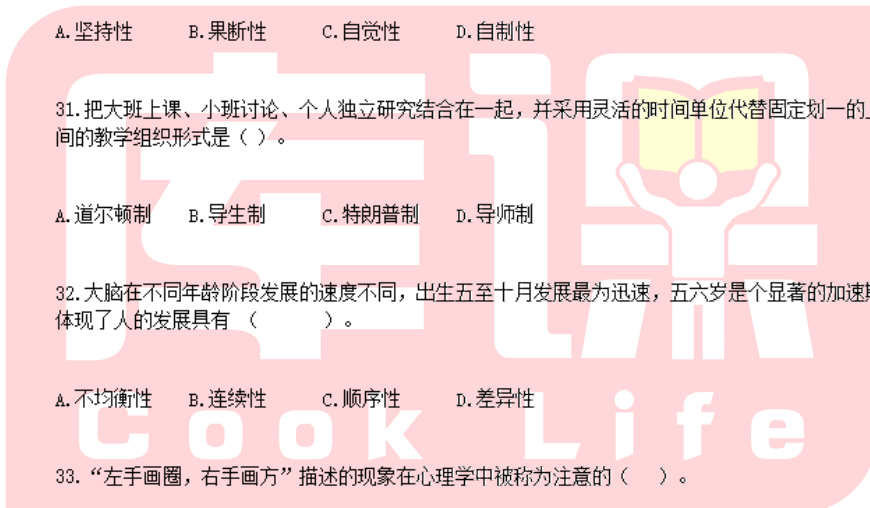 A.坚持性 B.果断性 C.自觉性 D.自制性
31.把大班上课、小班讨论、个人独立研究结合在一起，并采用灵活的时间单位代替固定划一的
间的教学组织形式是（ ）。
A.道尔顿制 B.导生制 C.特朗普制 D.导师制
32.大脑在不同年龄阶段发展的速度不同，出生五至十月发展最为迅速，五六岁是个显著的加速
体现了人的发展具有 （ ）。
A.不均衡性 B.连续性 C.顺序性 D.差异性
33.“左手画圈，右手画方”描述的现象在心理学中被称为注意的（ ）。
库课
Cook Life